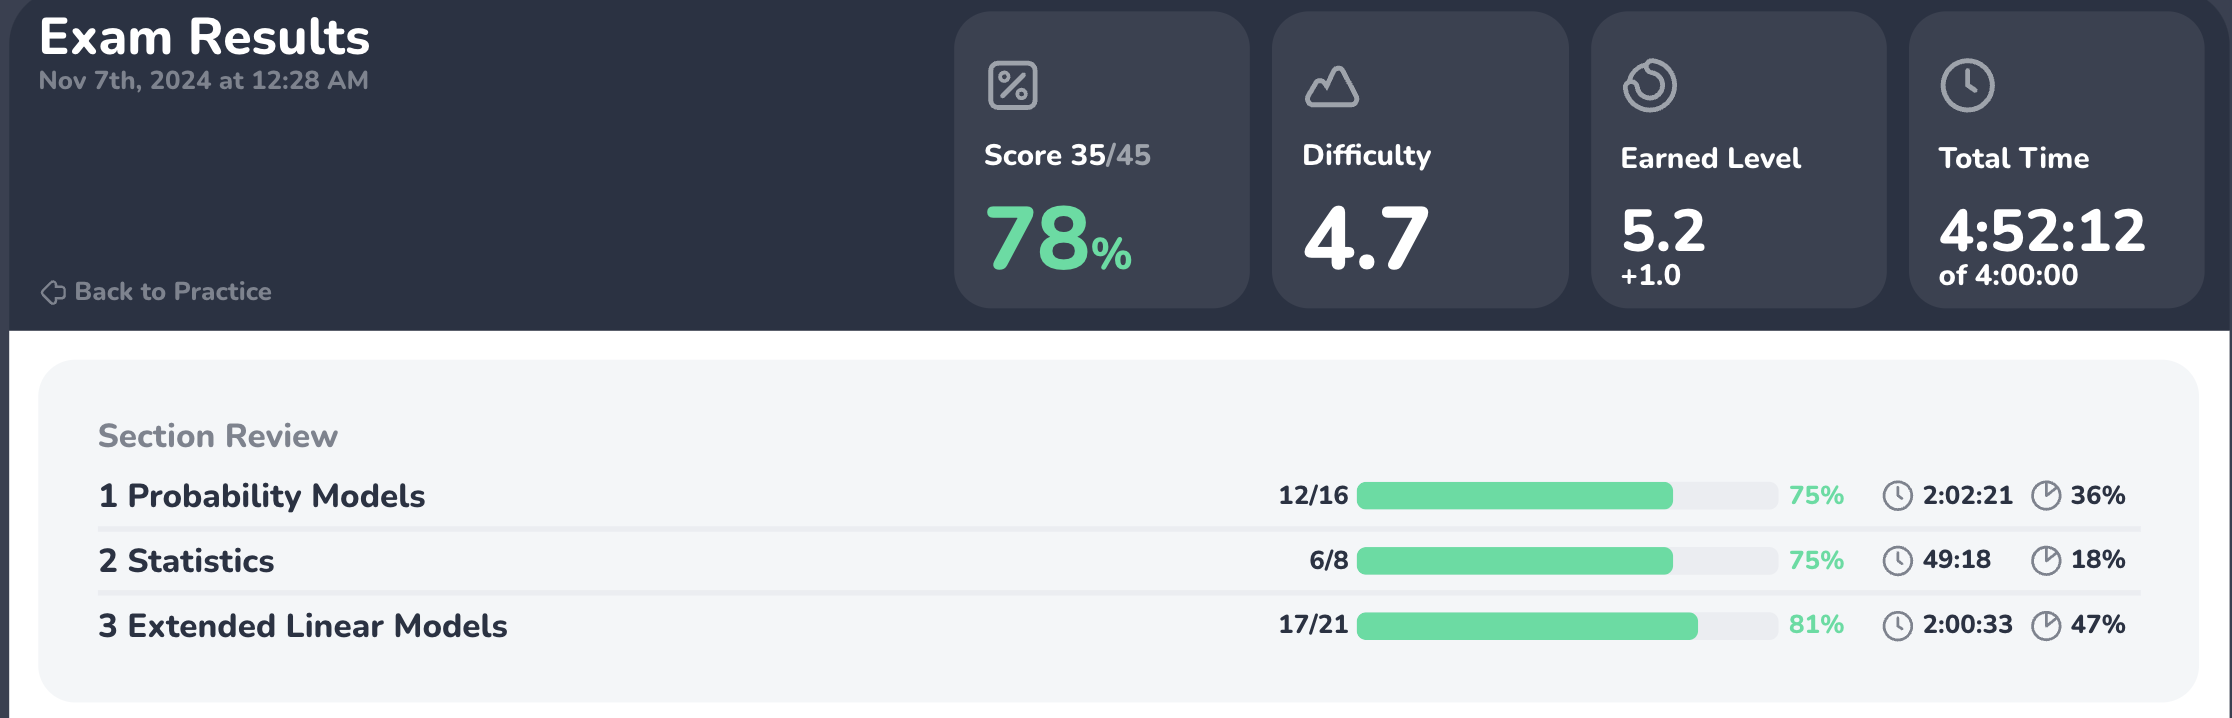 Exam Results
Nov 7th, 2024 at 12:28 AM
Back to Practice
Score 35/45
78%
Difficulty
4.7
Earned Level
5.2
+1.0
Total Time
4:52:12
of 4:00:00
Section Review
1 Probability Models 12/16 75% 2:02:21 36%
2 Statistics 6/8 75% 49:18 18%
3 Extended Linear Models 17/21 81% 2:00:33 47%